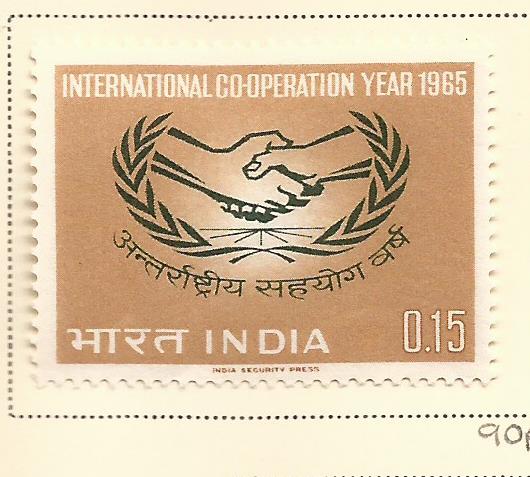 INTERNATIONAL CO-OPERATION YEAR 1965
अन्तर्राष्ट्रीय सहयोग वर्ष
भारत INDIA 0.15
INDIA SECURITY PRESS